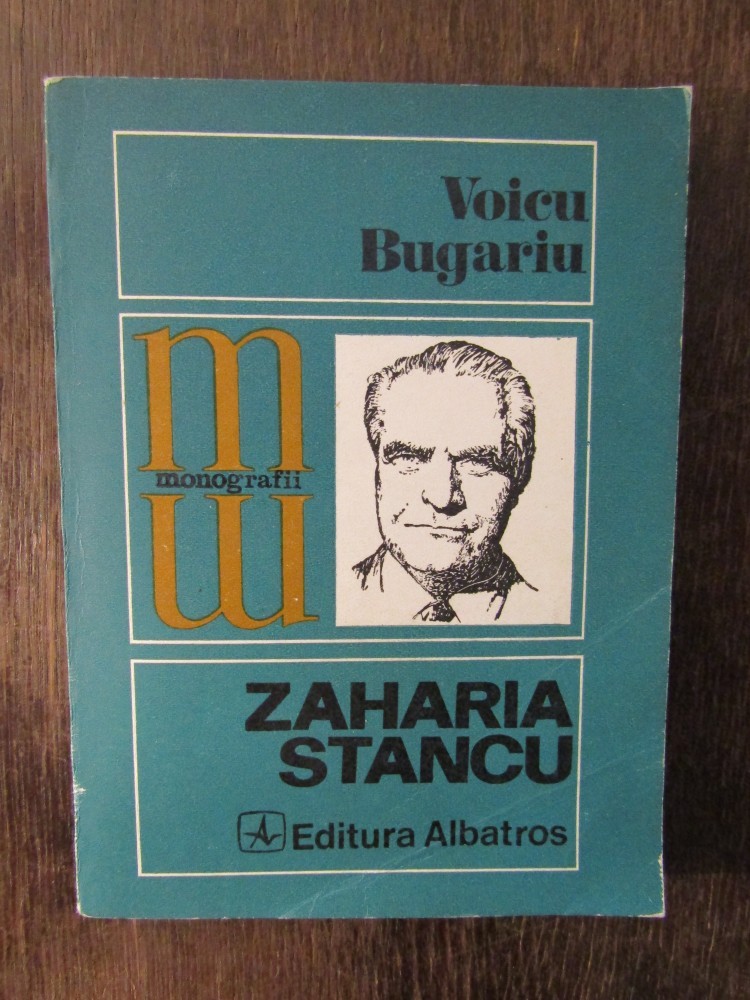 Voicu
Bugariu
m
monografii
m
ZAHARIA
STANCU
Editura Albatros